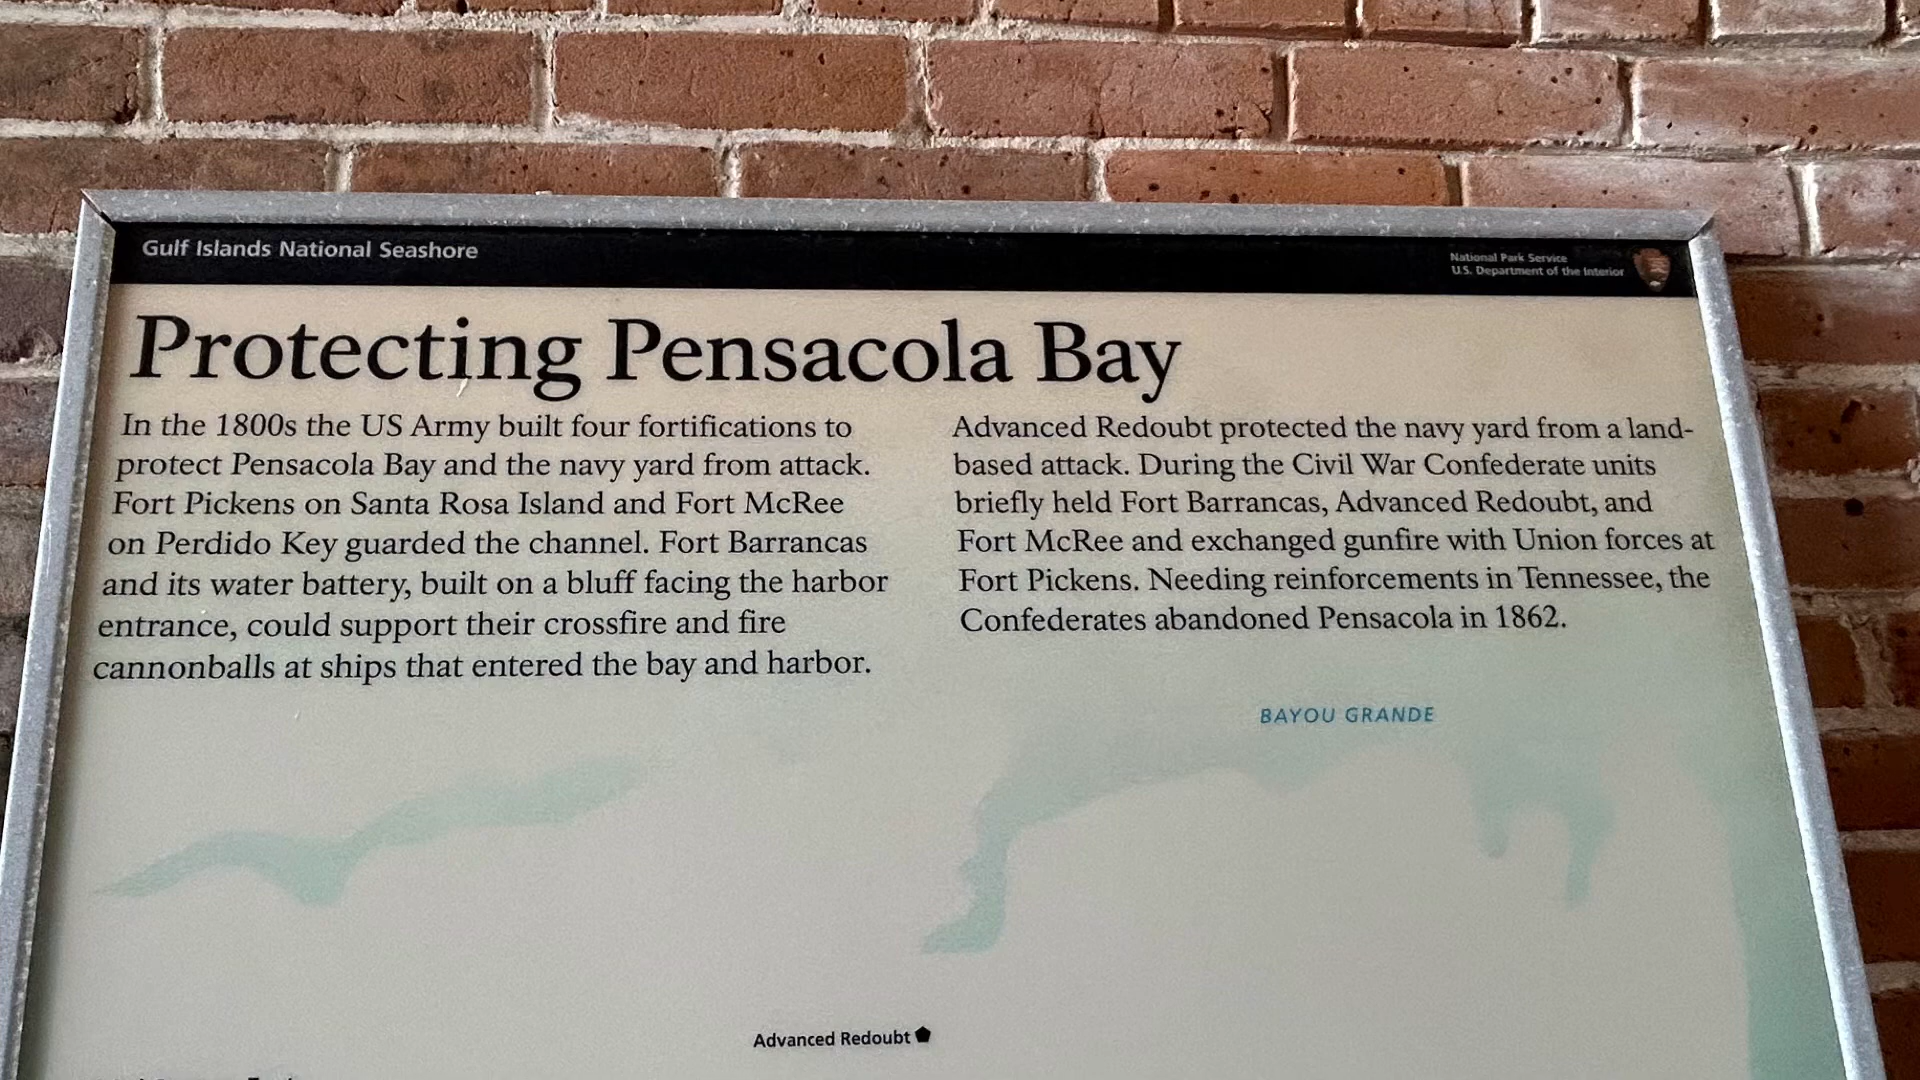 Gulf Islands National Seashore
National Park Service
U.S. Department of the Interior
Protecting Pensacola Bay
In the 1800s the US Army built four fortifications to
protect Pensacola Bay and the navy yard from attack.
Fort Pickens on Santa Rosa Island and Fort McRee
on Perdido Key guarded the channel. Fort Barrancas
and its water battery, built on a bluff facing the harbor
entrance, could support their crossfire and fire
cannonballs at ships that entered the bay and harbor.
Advanced Redoubt protected the navy yard from a land-
based attack. During the Civil War Confederate units
briefly held Fort Barrancas, Advanced Redoubt, and
Fort McRee and exchanged gunfire with Union forces at
Fort Pickens. Needing reinforcements in Tennessee, the
Confederates abandoned Pensacola in 1862.
BAYOU GRANDE
Advanced Redoubt